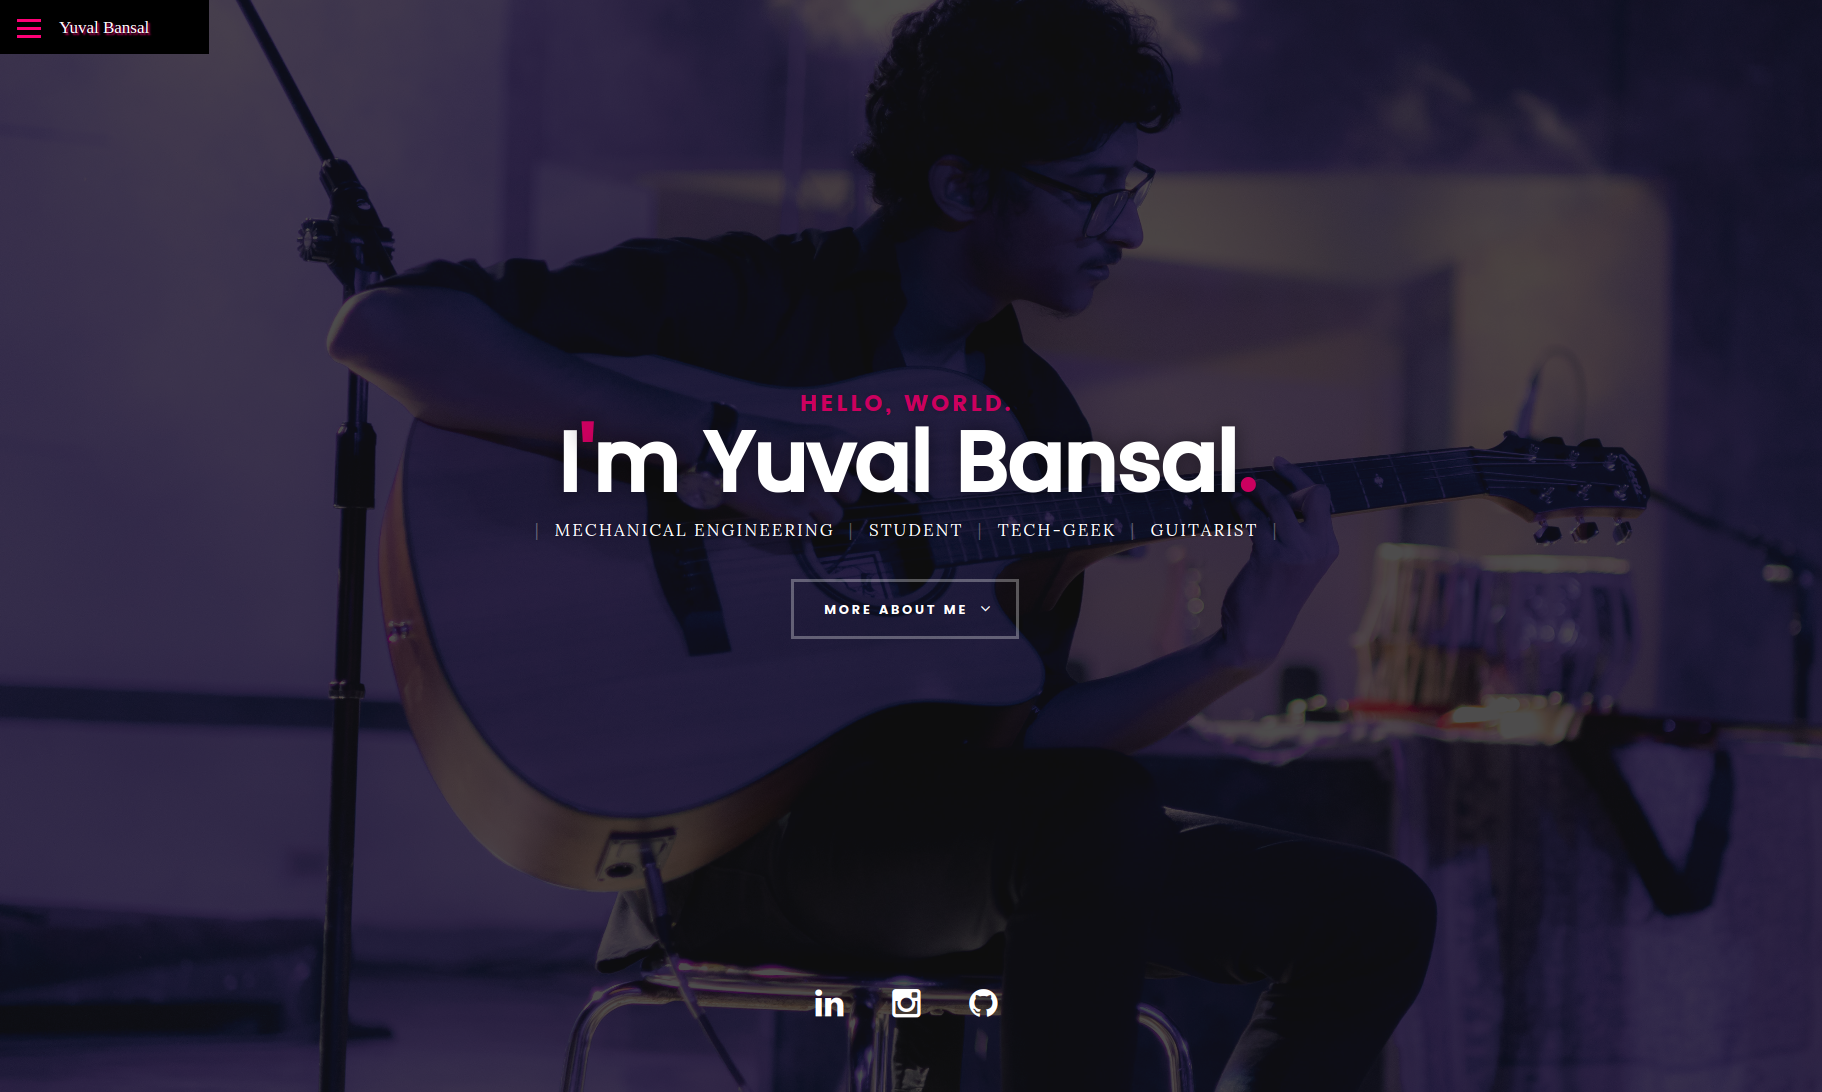 Yuval Bansal
HELLO, WORLD.
I'm Yuval Bansal.
| MECHANICAL ENGINEERING | STUDENT | TECH-GEEK | GUITARIST |
MORE ABOUT ME
in